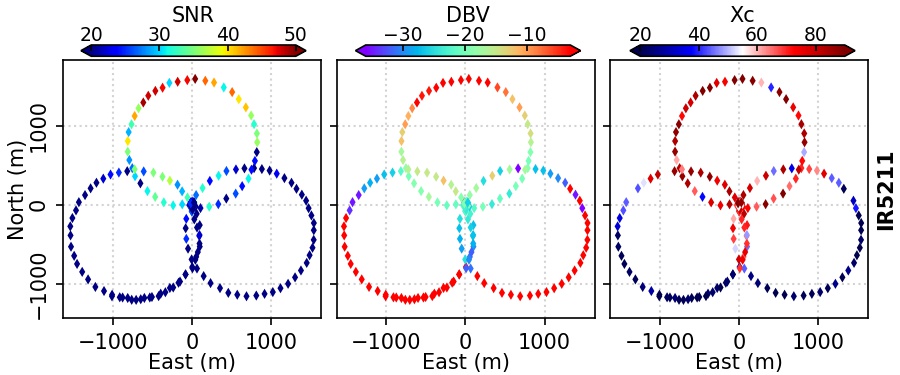 SNR DBV Xc
20 30 40 50 −30 −20 −10 20 40 60 80
North (m)
1000
0
−1000
−1000 0 1000 −1000 0 1000 −1000 0 1000
East (m) East (m) East (m)
IR5211